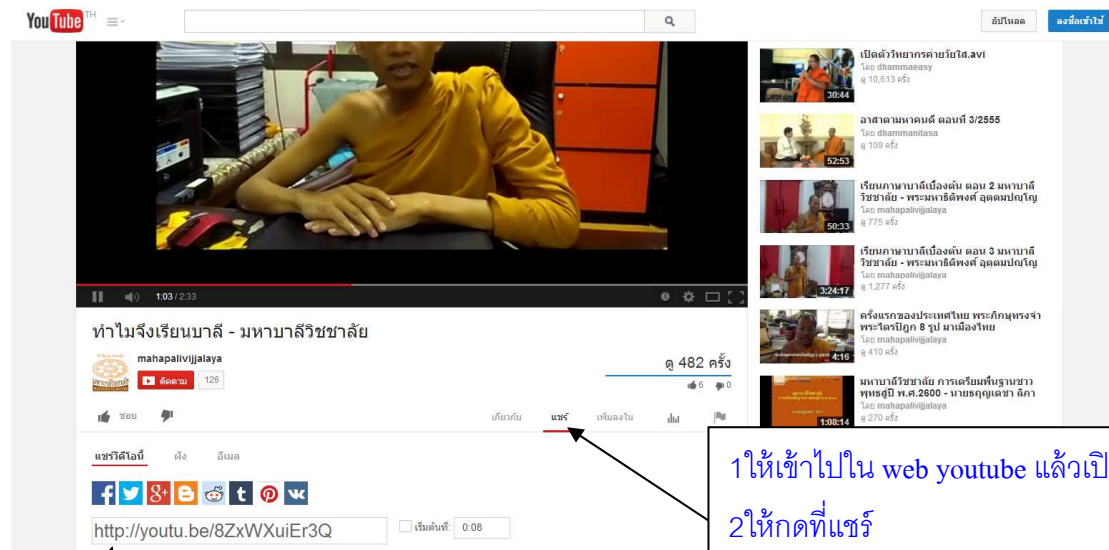 YouTube TH
อัปโหลด
ลงชื่อเข้าใช้
1:03 / 2:33
ทำไมจึงเรียนบาลี - มหาบาลีวิชชาลัย
mahapalivijjalaya
ติดตาม 126
ดู 482 ครั้ง
6 0
ชอบ
เกี่ยวกับ แชร์ เพิ่มลงใน
แชร์วิดีโอนี้ ฝัง อีเมล
http://youtu.be/8ZxWXuiEr3Q
เริ่มต้นที่: 0:08
เปิดตัววิทยากรค่ายวัยใส.avi
โดย dhammaeasy
ดู 10,613 ครั้ง
30:44
อาสาตามหาคนดี ตอนที่ 3/2555
โดย dhammanitasa
ดู 109 ครั้ง
52:53
เรียนภาษาบาลีเบื้องต้น ตอน 2 มหาบาลี
วิชชาลัย - พระมหาธิติพงศ์ อุตตมปญฺโญ
โดย mahapalivijjalaya
ดู 775 ครั้ง
50:33
เรียนภาษาบาลีเบื้องต้น ตอน 3 มหาบาลี
วิชชาลัย - พระมหาธิติพงศ์ อุตตมปญฺโญ
โดย mahapalivijjalaya
ดู 1,277 ครั้ง
3:24:17
ครั้งแรกของประเทศไทย พระภิกษุทรงจำ
พระไตรปิฎก 8 รูป มาเมืองไทย
โดย mahapalivijjalaya
ดู 410 ครั้ง
4:16
มหาบาลีวิชชาลัย การเตรียมพื้นฐานชาว
พุทธสู่ปี พ.ศ.2600 - นายธฤญเดชา ลิภา
โดย mahapalivijjalaya
ดู 270 ครั้ง
1:08:14
1ให้เข้าไปใน web youtube แล้วเปิ
2ให้กดที่แชร์